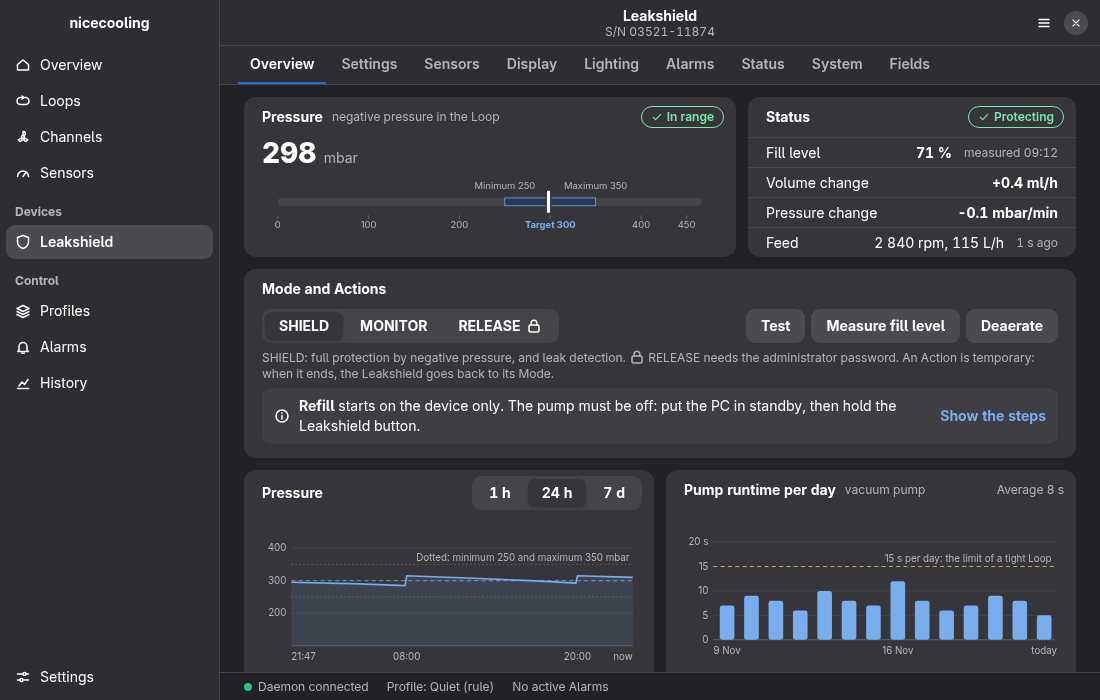 nicecooling
Overview
Loops
Channels
Sensors
Devices
Leakshield
Control
Profiles
Alarms
History
Settings
Leakshield
S/N 03521-11874
Overview Settings Sensors Display Lighting Alarms Status System Fields
Pressure negative pressure in the Loop In range
298 mbar
Minimum 250 Maximum 350
0 100 200 Target 300 400 450
Status Protecting
Fill level 71 % measured 09:12
Volume change +0.4 ml/h
Pressure change -0.1 mbar/min
Feed 2 840 rpm, 115 L/h 1 s ago
Mode and Actions
SHIELD MONITOR RELEASE Test Measure fill level Deaerate
SHIELD: full protection by negative pressure, and leak detection. RELEASE needs the administrator password. An Action is temporary:
when it ends, the Leakshield goes back to its Mode.
Refill starts on the device only. The pump must be off: put the PC in standby, then hold the
Leakshield button.
Show the steps
Pressure 1 h 24 h 7 d
400
Dotted: minimum 250 and maximum 350 mbar
300
200
21:47 08:00 20:00 now
Pump runtime per day vacuum pump Average 8 s
20 s
15 s per day: the limit of a tight Loop
15
10
5
0
9 Nov 16 Nov today
Daemon connected Profile: Quiet (rule) No active Alarms